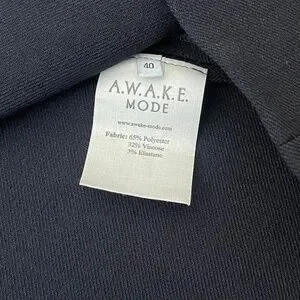 40
A.W.A.K.E.
MODE
www.awake-mode.com
Fabric: 65% Polyester
32% Viscose
3% Elastane